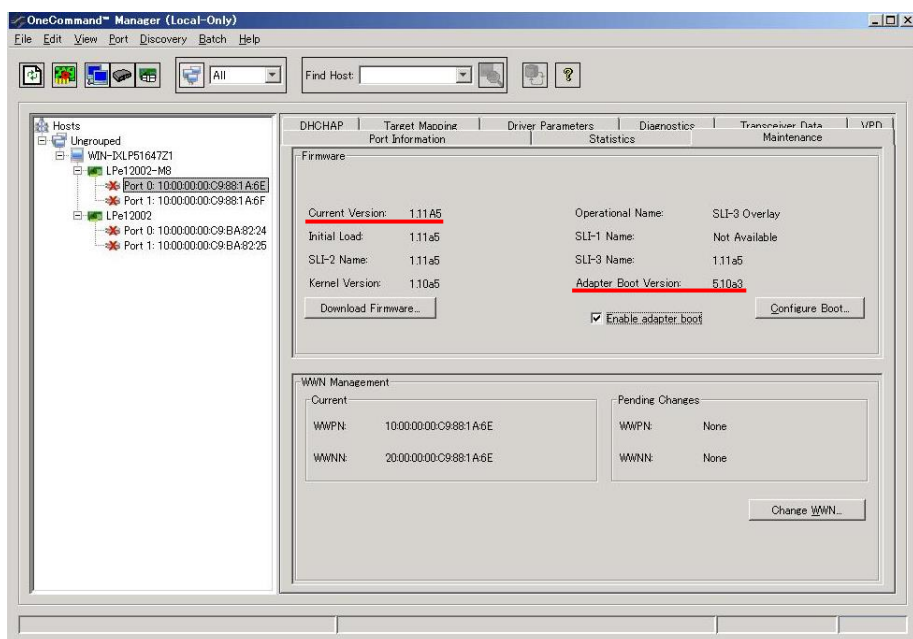 OneCommand™ Manager (Local-Only)
File Edit View Port Discovery Batch Help
All
Find Host:
Hosts
Ungrouped
WIN-IXLP51647Z1
LPe12002-M8
Port 0: 10:00:00:00:C9:88:1A:6E
Port 1: 10:00:00:00:C9:88:1A:6F
LPe12002
Port 0: 10:00:00:00:C9:BA:82:24
Port 1: 10:00:00:00:C9:BA:82:25
DHCHAP Target Mapping Driver Parameters Diagnostics Transceiver Data VPD
Port Information Statistics Maintenance
Firmware
Current Version: 1.11A5 Operational Name: SLI-3 Overlay
Initial Load: 1.11a5 SLI-1 Name: Not Available
SLI-2 Name: 1.11a5 SLI-3 Name: 1.11a5
Kernel Version: 1.10a5 Adapter Boot Version: 5.10a3
Download Firmware... Enable adapter boot Configure Boot...
WWN Management
Current Pending Changes
WWPN: 10:00:00:00:C9:88:1A:6E WWPN: None
WWNN: 20:00:00:00:C9:88:1A:6E WWNN: None
Change WWN...